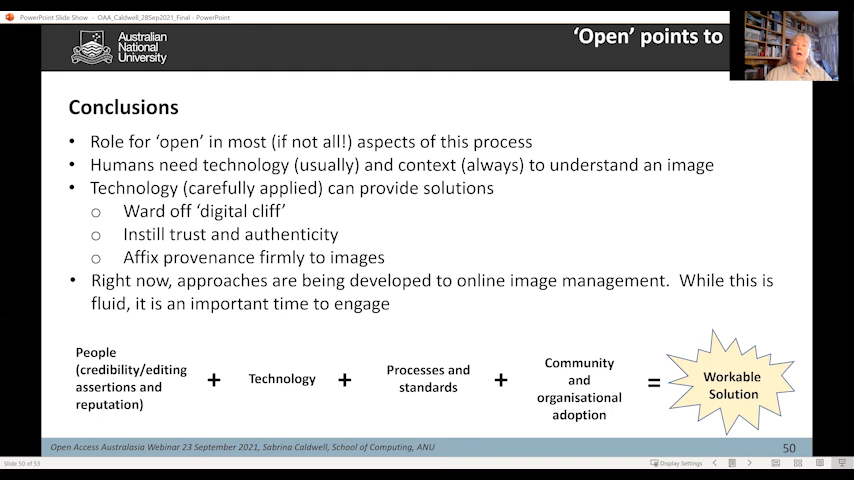 PowerPoint Slide Show - OAA_Caldwell_28Sep2021_Final - PowerPoint
Australian
National
University
‘Open’ points to
Conclusions
• Role for ‘open’ in most (if not all!) aspects of this process
• Humans need technology (usually) and context (always) to understand an image
• Technology (carefully applied) can provide solutions
o Ward off ‘digital cliff’
o Instill trust and authenticity
o Affix provenance firmly to images
• Right now, approaches are being developed to online image management. While this is
fluid, it is an important time to engage
People
(credibility/editing
assertions and
reputation)
+
Technology
+
Processes and
standards
+
Community
and
organisational
adoption
=
Workable
Solution
Open Access Australasia Webinar 23 September 2021, Sabrina Caldwell, School of Computing, ANU
50
Slide 50 of 53
Display Settings